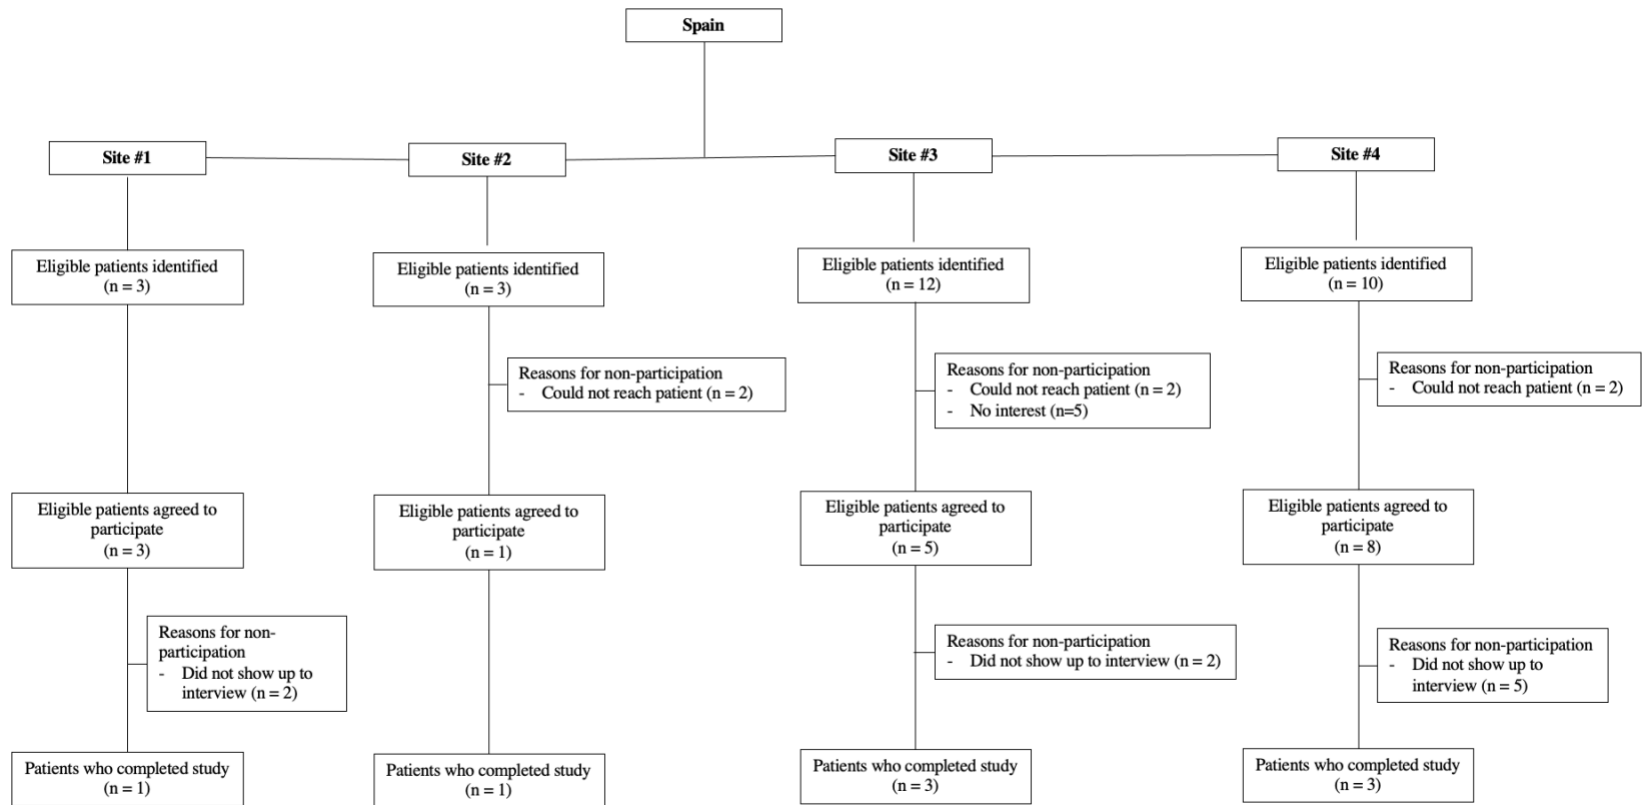 Spain
Site #1
Site #2
Site #3
Site #4
Eligible patients identified
(n = 3)
Eligible patients identified
(n = 3)
Eligible patients identified
(n = 12)
Eligible patients identified
(n = 10)
Reasons for non-participation
- Could not reach patient (n = 2)
Reasons for non-participation
- Could not reach patient (n = 2)
- No interest (n=5)
Reasons for non-participation
- Could not reach patient (n = 2)
Eligible patients agreed to
participate
(n = 3)
Eligible patients agreed to
participate
(n = 1)
Eligible patients agreed to
participate
(n = 5)
Eligible patients agreed to
participate
(n = 8)
Reasons for non-
participation
- Did not show up to
interview (n = 2)
Reasons for non-participation
- Did not show up to interview (n = 2)
Reasons for non-participation
- Did not show up to
interview (n = 5)
Patients who completed study
(n = 1)
Patients who completed study
(n = 1)
Patients who completed study
(n = 3)
Patients who completed study
(n = 3)